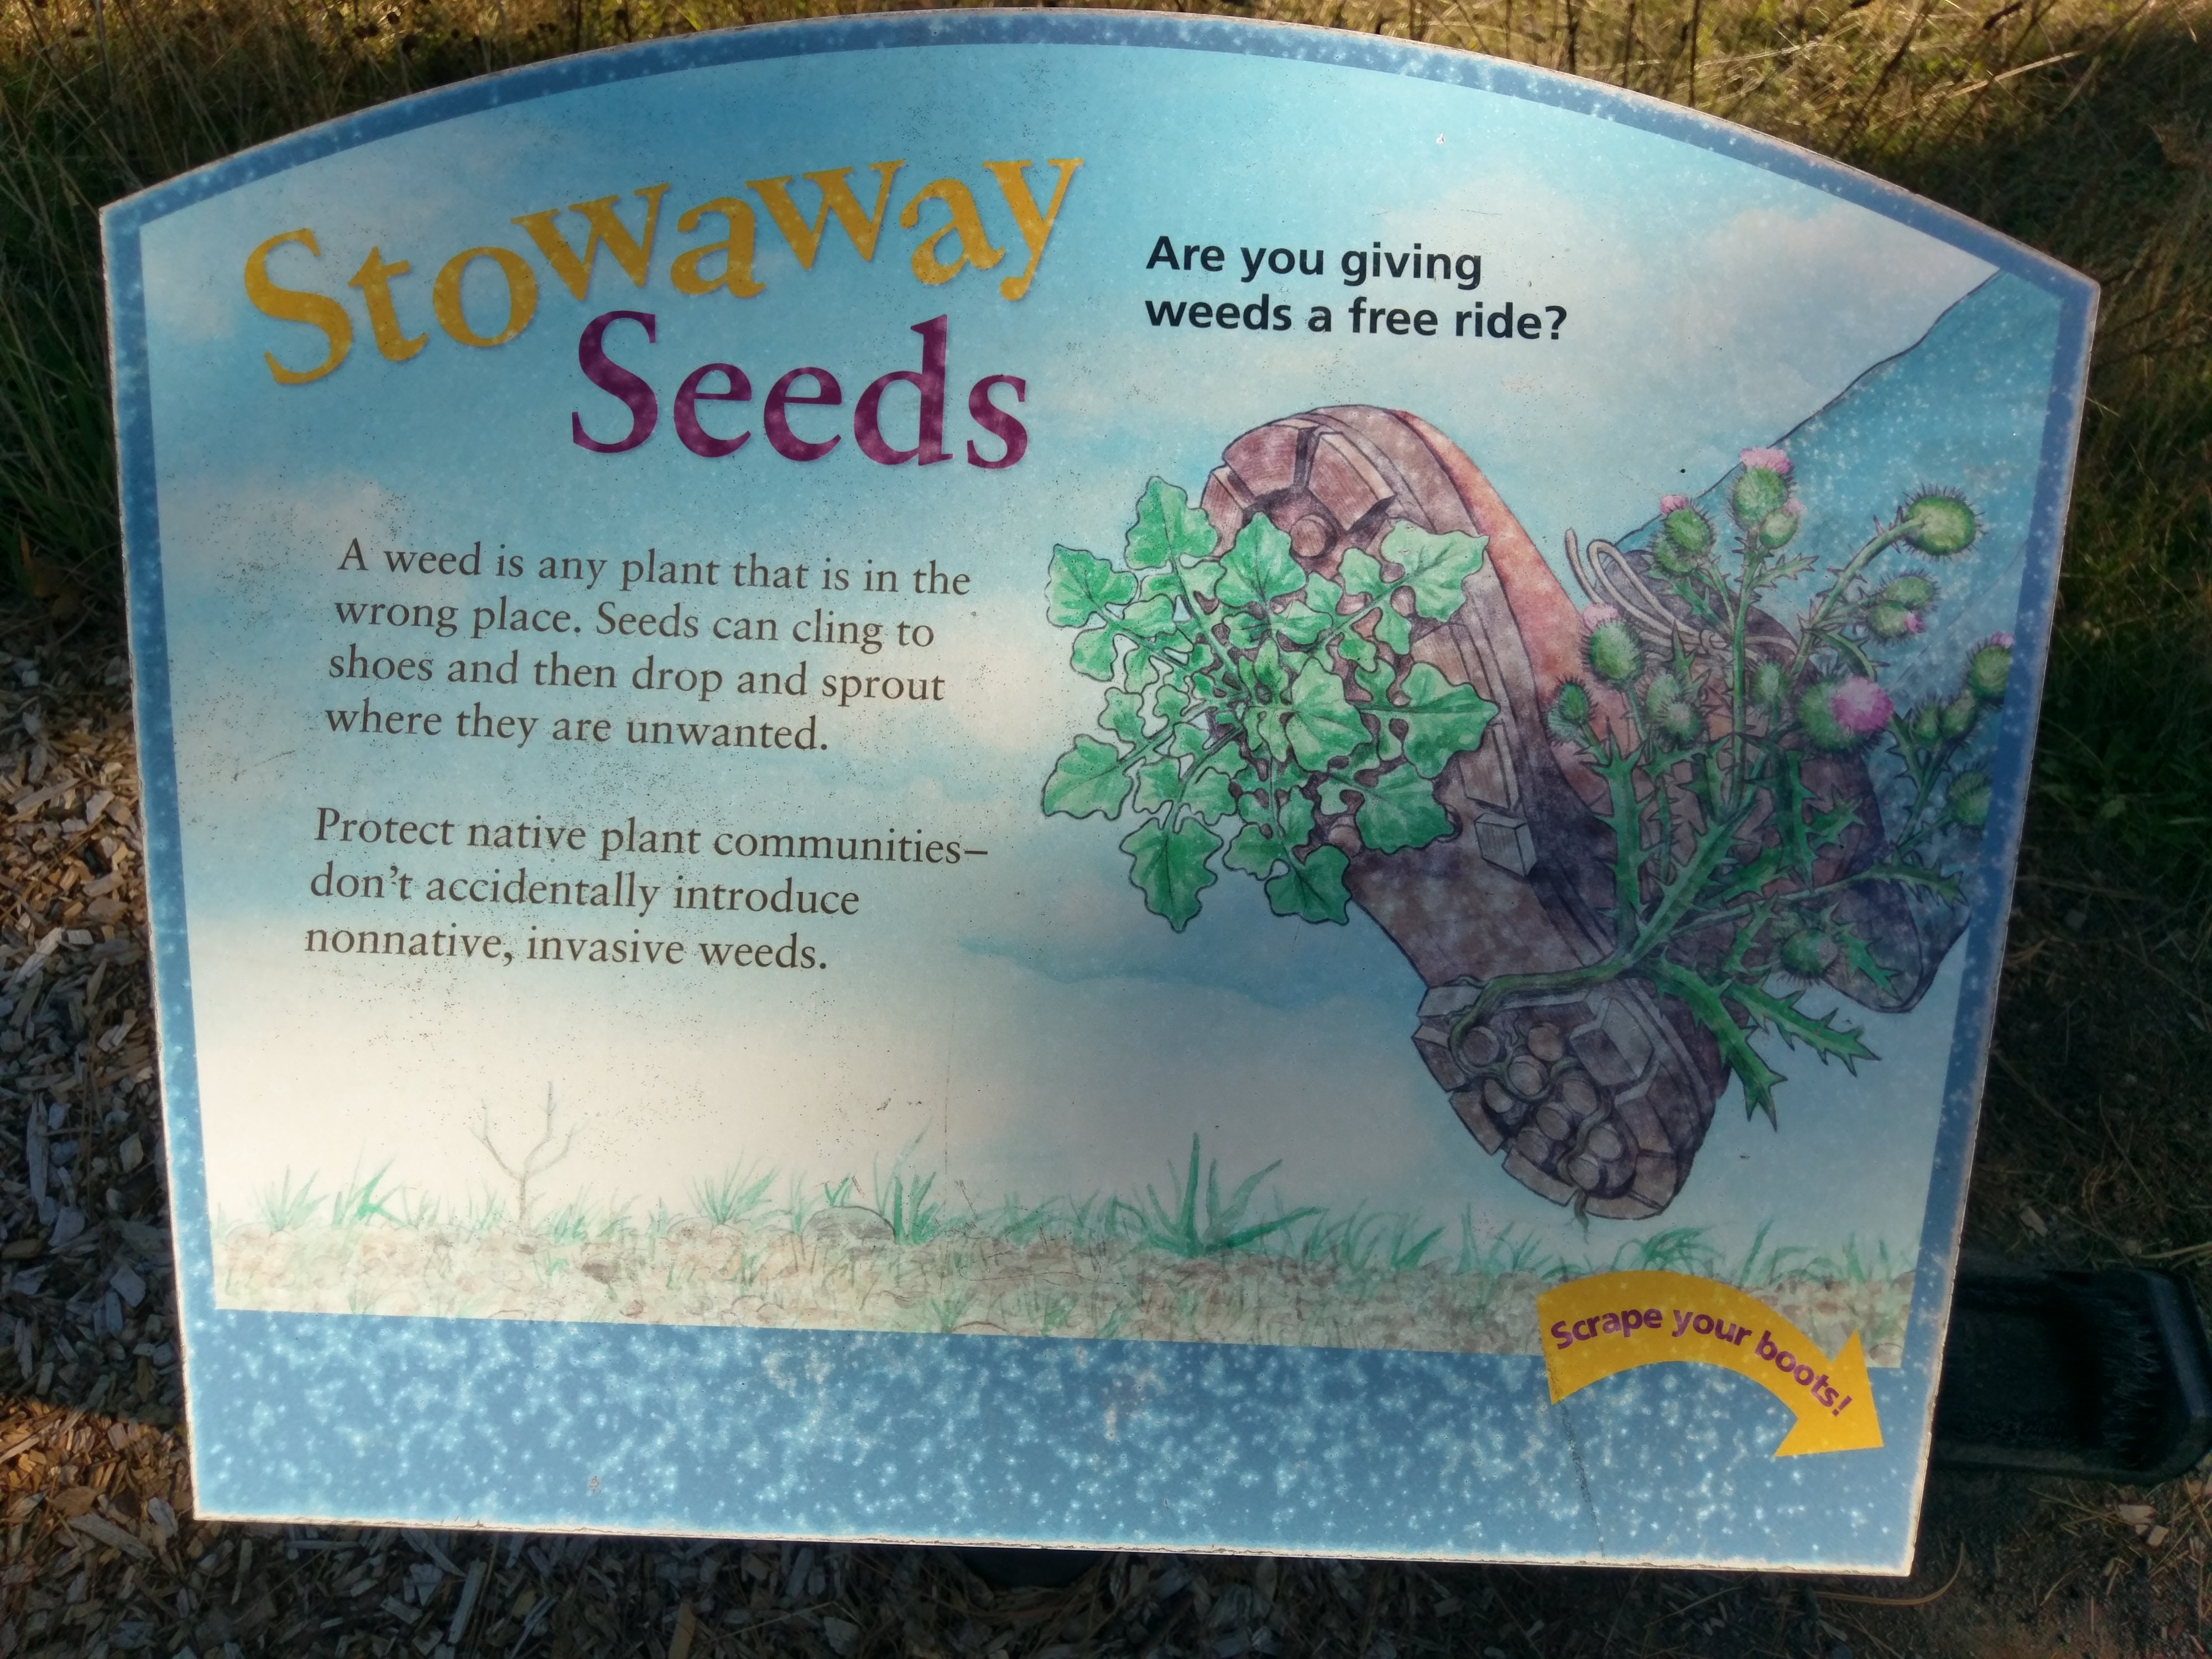 Stowaway
Seeds
Are you giving
weeds a free ride?
A weed is any plant that is in the
wrong place. Seeds can cling to
shoes and then drop and sprout
where they are unwanted.
Protect native plant communities–
don't accidentally introduce
nonnative, invasive weeds.
Scrape your boots!